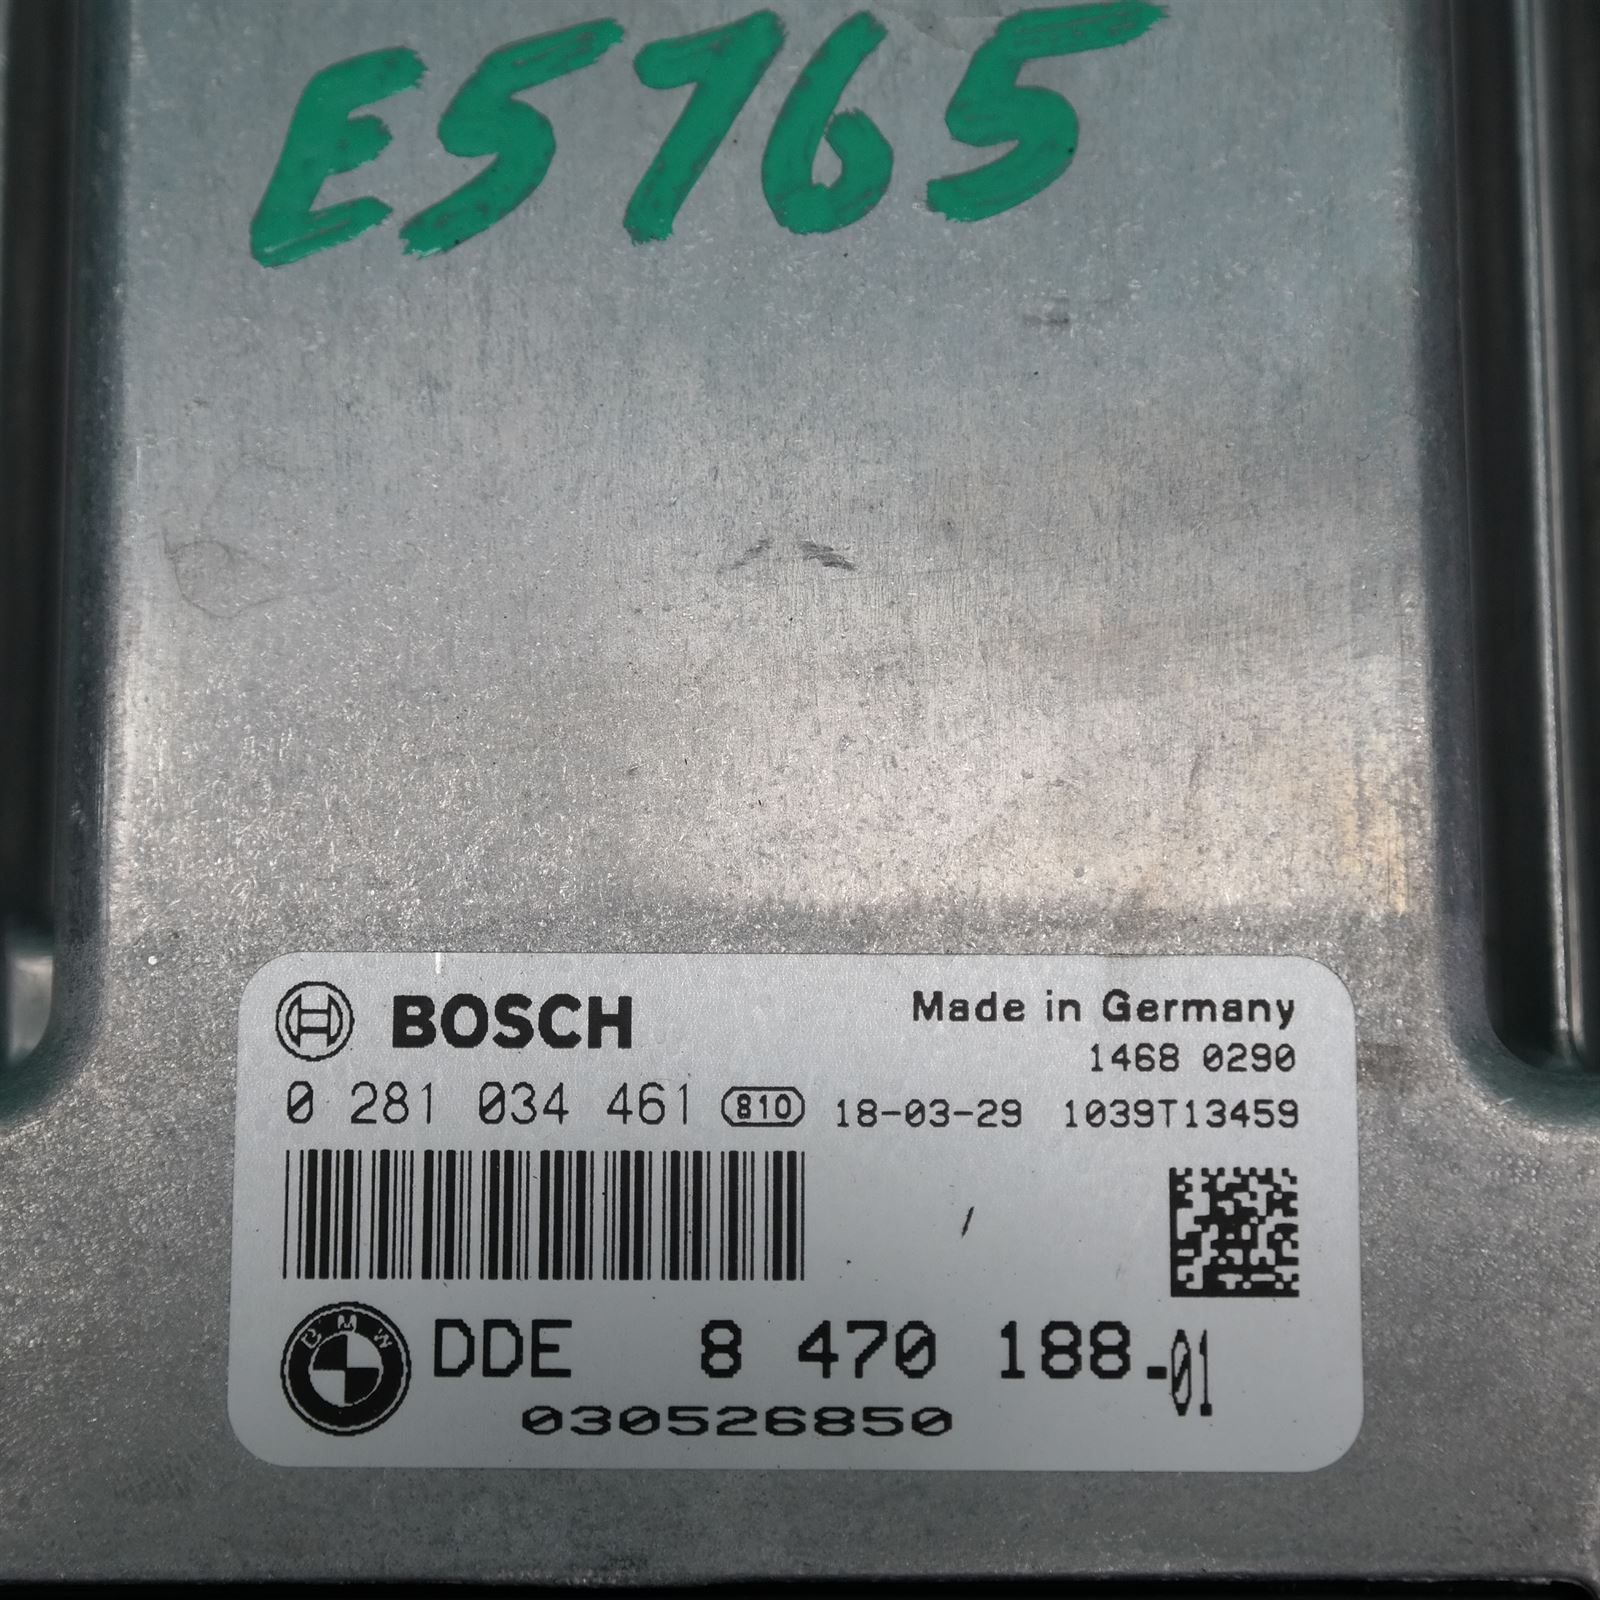 E5765
BOSCH
Made in Germany
1468 0290
0 281 034 461 810 18-03-29 1039T13459
BMW
DDE 8 470 188-01
030526850